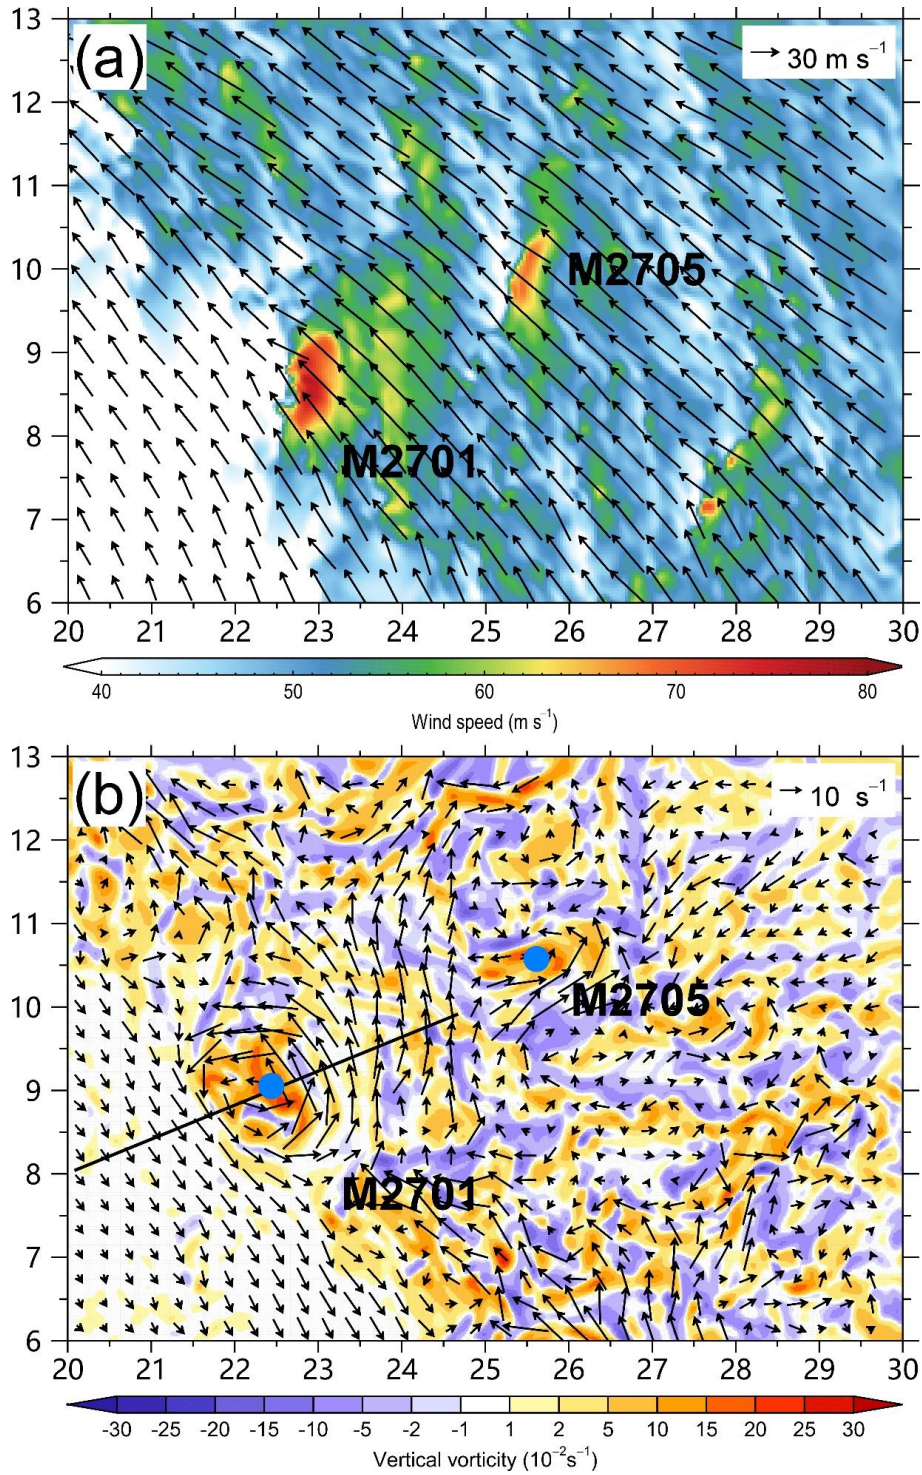 13
(a)
30 m s⁻¹
12
11
10
M2705
9
8
M2701
7
6
20 21 22 23 24 25 26 27 28 29 30
40 50 60 70 80
Wind speed (m s⁻¹)
13
(b)
10 s⁻¹
12
11
10
M2705
9
8
M2701
7
6
20 21 22 23 24 25 26 27 28 29 30
-30 -25 -20 -15 -10 -5 -2 -1 1 2 5 10 15 20 25 30
Vertical vorticity (10⁻²s⁻¹)